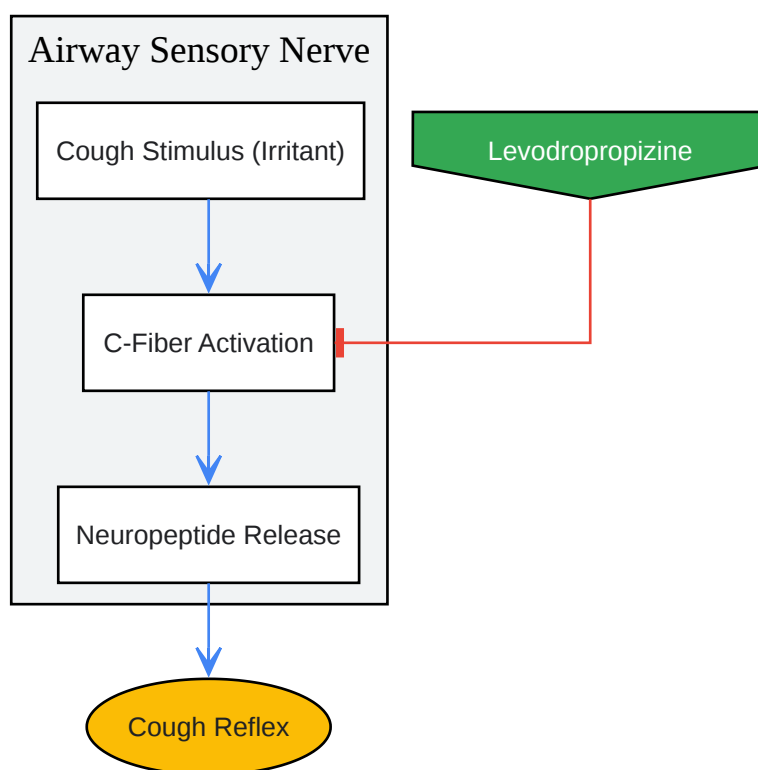 Airway Sensory Nerve
Cough Stimulus (Irritant)
Levodropropizine
C-Fiber Activation
Neuropeptide Release
Cough Reflex